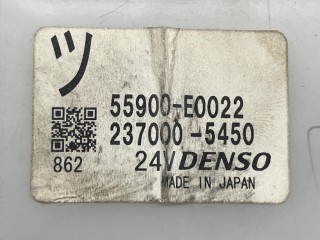 ツ
55900-E0022
237000-5450
862
24V DENSO
MADE IN JAPAN